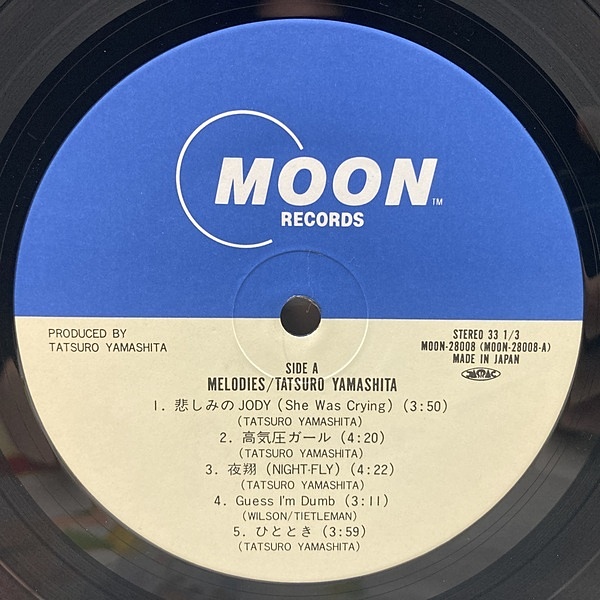 MOON TM
RECORDS
PRODUCED BY
TATSURO YAMASHITA
STEREO 33 1/3
MOON-28008 (MOON-28008-A)
MADE IN JAPAN
JASRAC
SIDE A
MELODIES/TATSURO YAMASHITA
1. 悲しみのJODY (She Was Crying) (3:50)
(TATSURO YAMASHITA)
2. 高気圧ガール (4:20)
(TATSURO YAMASHITA)
3. 夜翔 (NIGHT-FLY) (4:22)
(TATSURO YAMASHITA)
4. Guess I'm Dumb (3:11)
(WILSON/TIETLEMAN)
5. ひととき (3:59)
(TATSURO YAMASHITA)